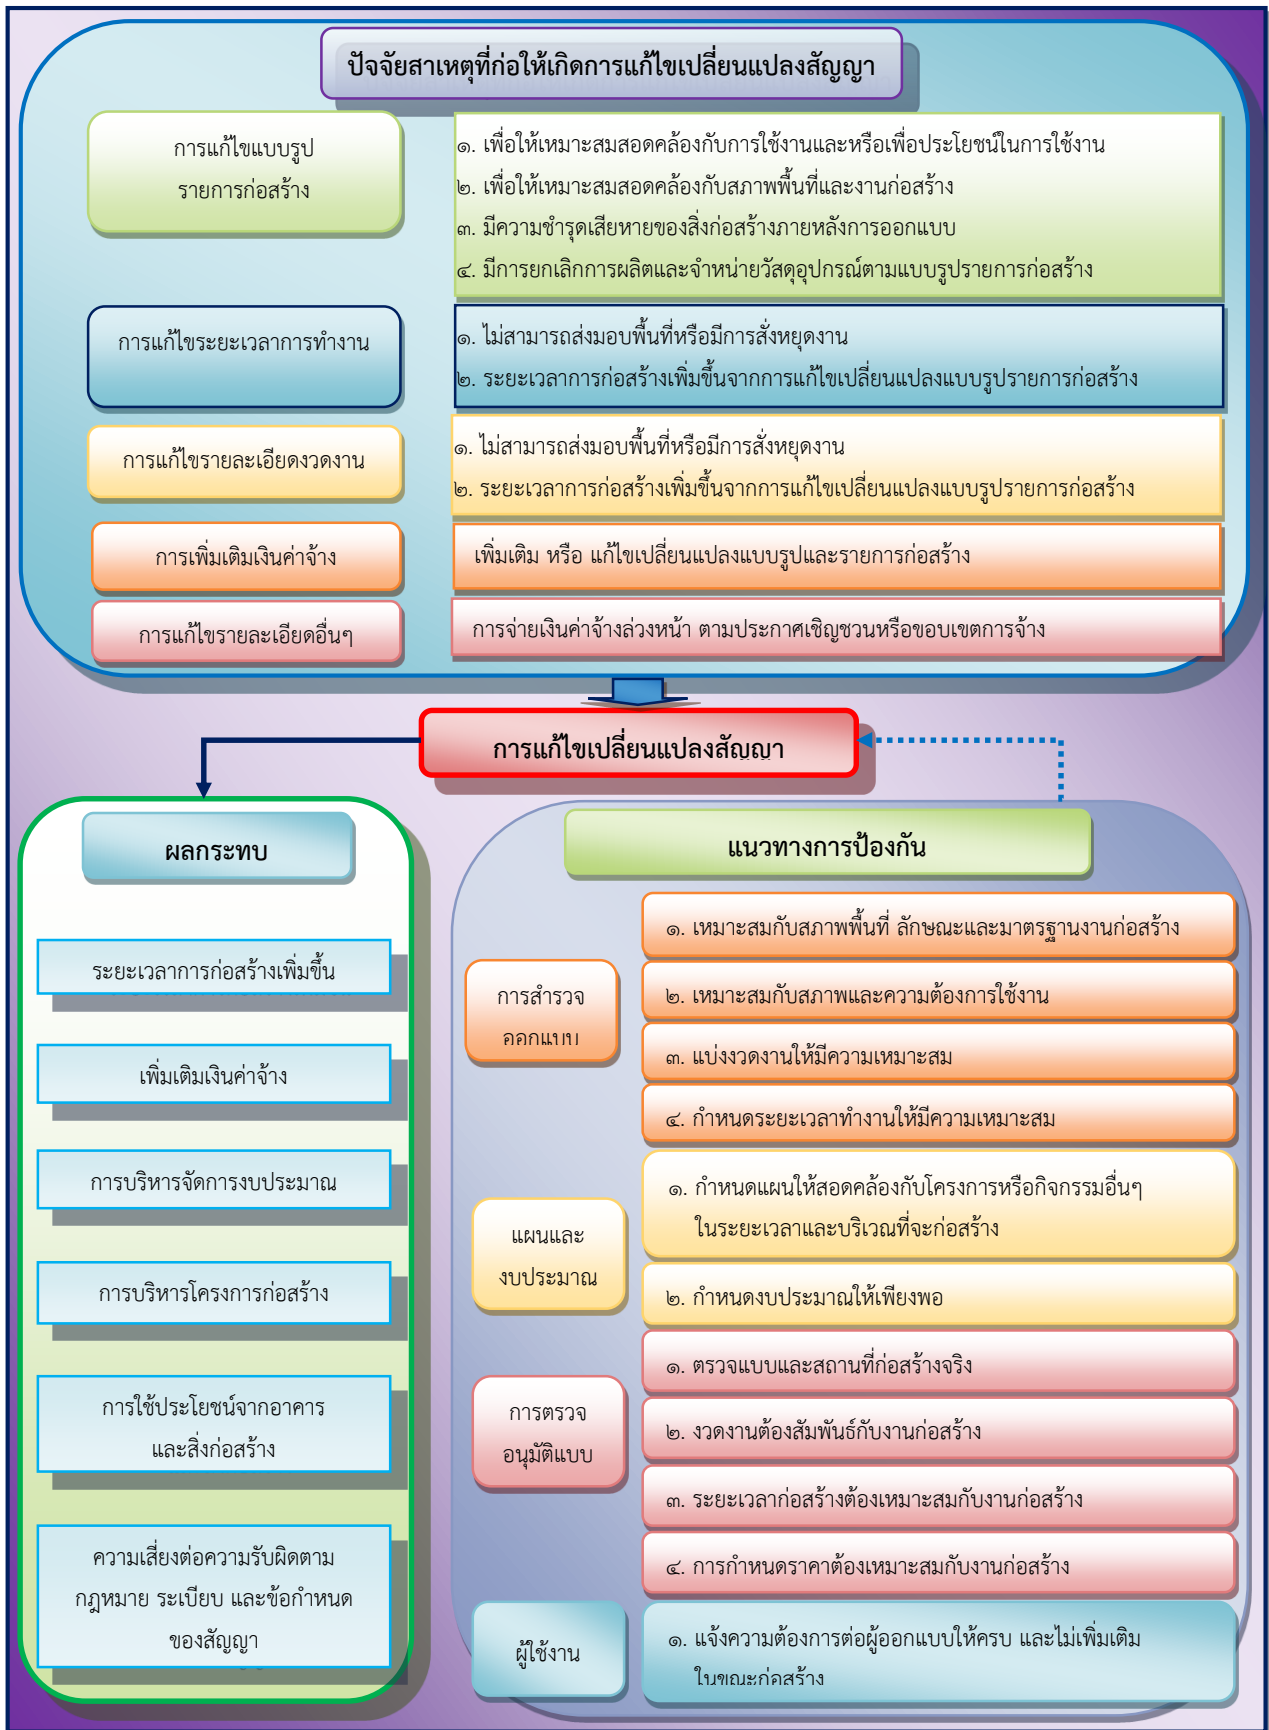 ปัจจัยสาเหตุที่ก่อให้เกิดการแก้ไขเปลี่ยนแปลงสัญญา
การแก้ไขแบบรูป
รายการก่อสร้าง
๑. เพื่อให้เหมาะสมสอดคล้องกับการใช้งานและหรือเพื่อประโยชน์ในการใช้งาน
๒. เพื่อให้เหมาะสมสอดคล้องกับสภาพพื้นที่และงานก่อสร้าง
๓. มีความชำรุดเสียหายของสิ่งก่อสร้างภายหลังการออกแบบ
๔. มีการยกเลิกการผลิตและจำหน่ายวัสดุอุปกรณ์ตามแบบรูปรายการก่อสร้าง
การแก้ไขระยะเวลาการทำงาน
๑. ไม่สามารถส่งมอบพื้นที่หรือมีการสั่งหยุดงาน
๒. ระยะเวลาการก่อสร้างเพิ่มขึ้นจากการแก้ไขเปลี่ยนแปลงแบบรูปรายการก่อสร้าง
การแก้ไขรายละเอียดงวดงาน
๑. ไม่สามารถส่งมอบพื้นที่หรือมีการสั่งหยุดงาน
๒. ระยะเวลาการก่อสร้างเพิ่มขึ้นจากการแก้ไขเปลี่ยนแปลงแบบรูปรายการก่อสร้าง
การเพิ่มเติมเงินค่าจ้าง
เพิ่มเติม หรือ แก้ไขเปลี่ยนแปลงแบบรูปและรายการก่อสร้าง
การแก้ไขรายละเอียดอื่นๆ
การจ่ายเงินค่าจ้างล่วงหน้า ตามประกาศเชิญชวนหรือขอบเขตการจ้าง
การแก้ไขเปลี่ยนแปลงสัญญา
ผลกระทบ
ระยะเวลาการก่อสร้างเพิ่มขึ้น
เพิ่มเติมเงินค่าจ้าง
การบริหารจัดการงบประมาณ
การบริหารโครงการก่อสร้าง
การใช้ประโยชน์จากอาคาร
และสิ่งก่อสร้าง
ความเสี่ยงต่อความรับผิดตาม
กฎหมาย ระเบียบ และข้อกำหนด
ของสัญญา
แนวทางการป้องกัน
การสำรวจ
ออกแบบ
๑. เหมาะสมกับสภาพพื้นที่ ลักษณะและมาตรฐานงานก่อสร้าง
๒. เหมาะสมกับสภาพและความต้องการใช้งาน
๓. แบ่งงวดงานให้มีความเหมาะสม
๔. กำหนดระยะเวลาทำงานให้มีความเหมาะสม
แผนและ
งบประมาณ
๑. กำหนดแผนให้สอดคล้องกับโครงการหรือกิจกรรมอื่นๆ
ในระยะเวลาและบริเวณที่จะก่อสร้าง
๒. กำหนดงบประมาณให้เพียงพอ
การตรวจ
อนุมัติแบบ
๑. ตรวจแบบและสถานที่ก่อสร้างจริง
๒. งวดงานต้องสัมพันธ์กับงานก่อสร้าง
๓. ระยะเวลาก่อสร้างต้องเหมาะสมกับงานก่อสร้าง
๔. การกำหนดราคาต้องเหมาะสมกับงานก่อสร้าง
ผู้ใช้งาน
๑. แจ้งความต้องการต่อผู้ออกแบบให้ครบ และไม่เพิ่มเติม
ในขณะก่อสร้าง